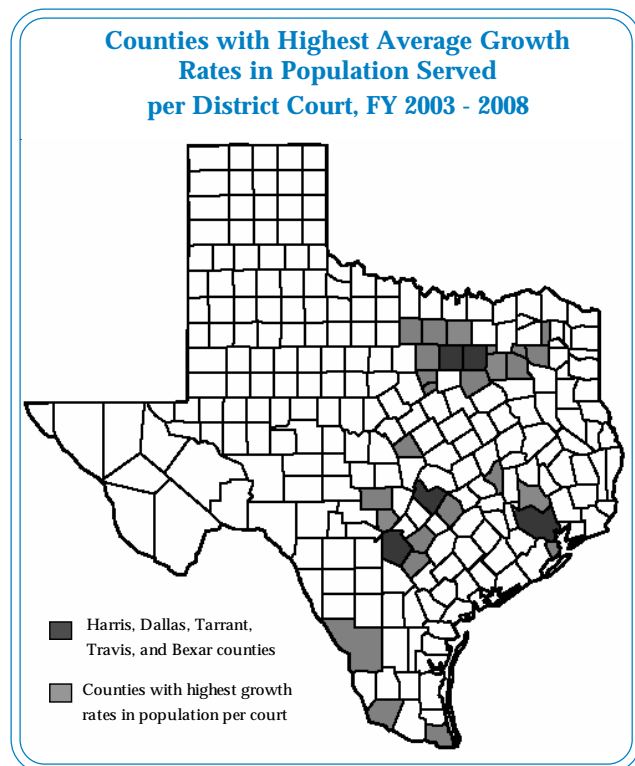 Counties with Highest Average Growth
Rates in Population Served
per District Court, FY 2003 - 2008
Harris, Dallas, Tarrant,
Travis, and Bexar counties
Counties with highest growth
rates in population per court